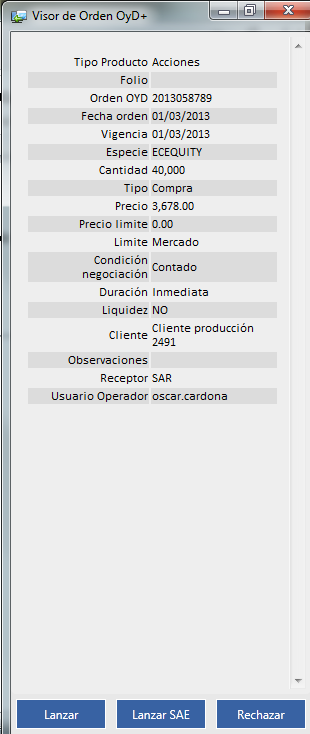 Visor de Orden OyD+
Tipo Producto Acciones
Folio
Orden OYD 2013058789
Fecha orden 01/03/2013
Vigencia 01/03/2013
Especie ECEQUITY
Cantidad 40,000
Tipo Compra
Precio 3,678.00
Precio limite 0.00
Limite Mercado
Condición
negociación Contado
Duración Inmediata
Liquidez NO
Cliente Cliente producción
2491
Observaciones
Receptor SAR
Usuario Operador oscar.cardona
Lanzar Lanzar SAE Rechazar